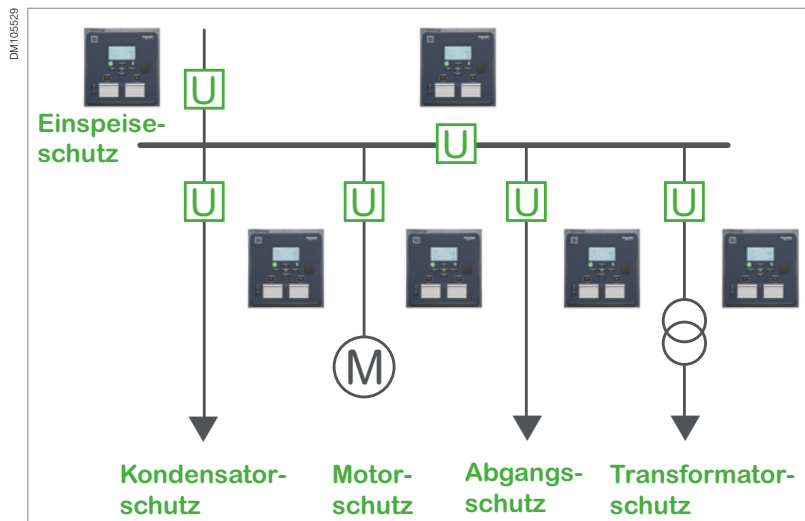 DM105529
U
Einspeise-
schutz
U
U
U
U
U
M
Kondensator-
schutz
Motor-
schutz
Abgangs-
schutz
Transformator-
schutz